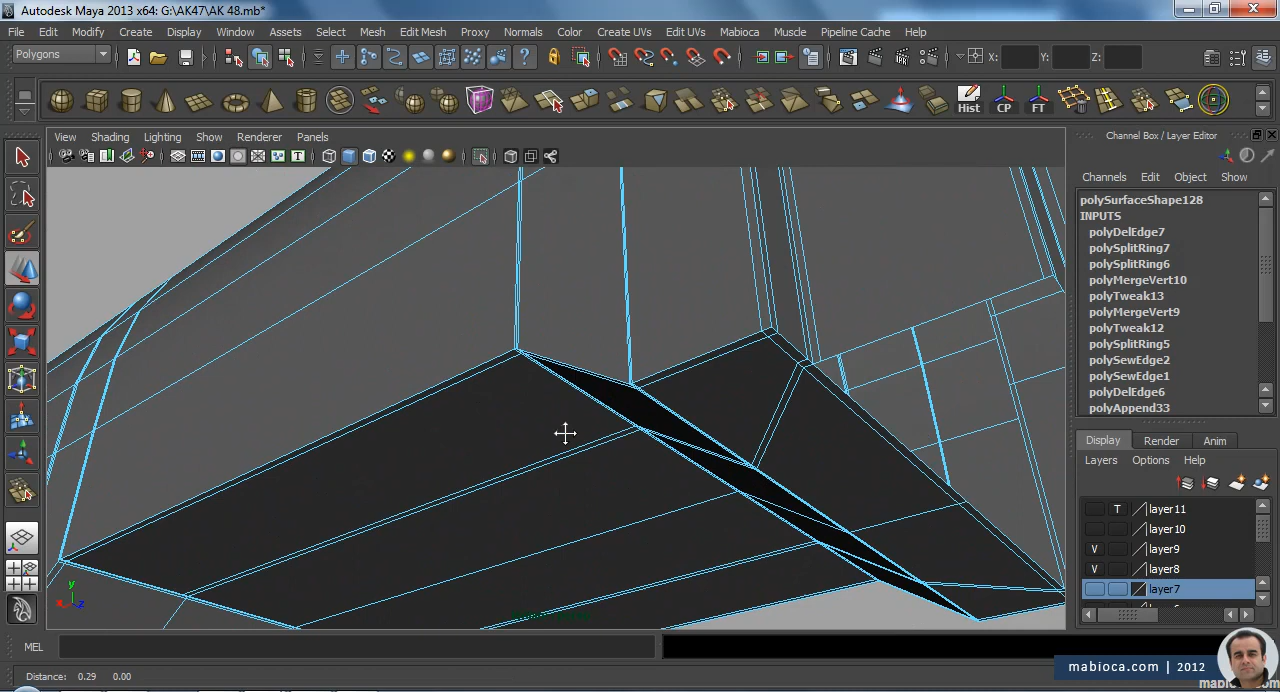 Autodesk Maya 2013 x64: G:\AK47\AK 48.mb*
File Edit Modify Create Display Window Assets Select Mesh Edit Mesh Proxy Normals Color Create UVs Edit UVs Mabioca Muscle Pipeline Cache Help
Polygons X: Y: Z:
Hist CP FT
View Shading Lighting Show Renderer Panels
Channel Box / Layer Editor
Channels Edit Object Show
polySurfaceShape128
INPUTS
polyDelEdge7
polySplitRing7
polySplitRing6
polyMergeVert10
polyTweak13
polyMergeVert9
polyTweak12
polySplitRing5
polySewEdge2
polySewEdge1
polyDelEdge6
polyAppend33
Display Render Anim
Layers Options Help
T layer11
layer10
V layer9
V layer8
layer7
y
x z
MEL
mabioca.com | 2012
Distance: 0.29 0.00